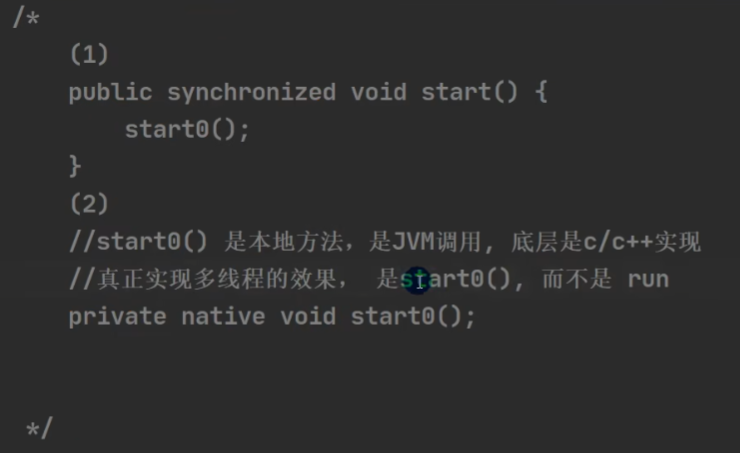 /*
(1)
public synchronized void start() {
start0();
}
(2)
//start0() 是本地方法，是JVM调用, 底层是c/c++实现
//真正实现多线程的效果， 是start0(), 而不是 run
private native void start0();
*/